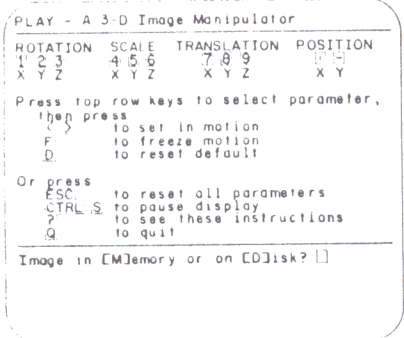 PLAY - A 3-D Image Manipulator
ROTATION SCALE TRANSLATION POSITION
1 2 3 4 5 6 7 8 9
X Y Z X Y Z X Y Z X Y
Press top row keys to select parameter,
then press
< > to set in motion
F to freeze motion
D to reset default
Or press
ESC to reset all parameters
CTRL S to pause display
? to see these instructions
Q to quit
Image in [M]emory or on [D]isk? []